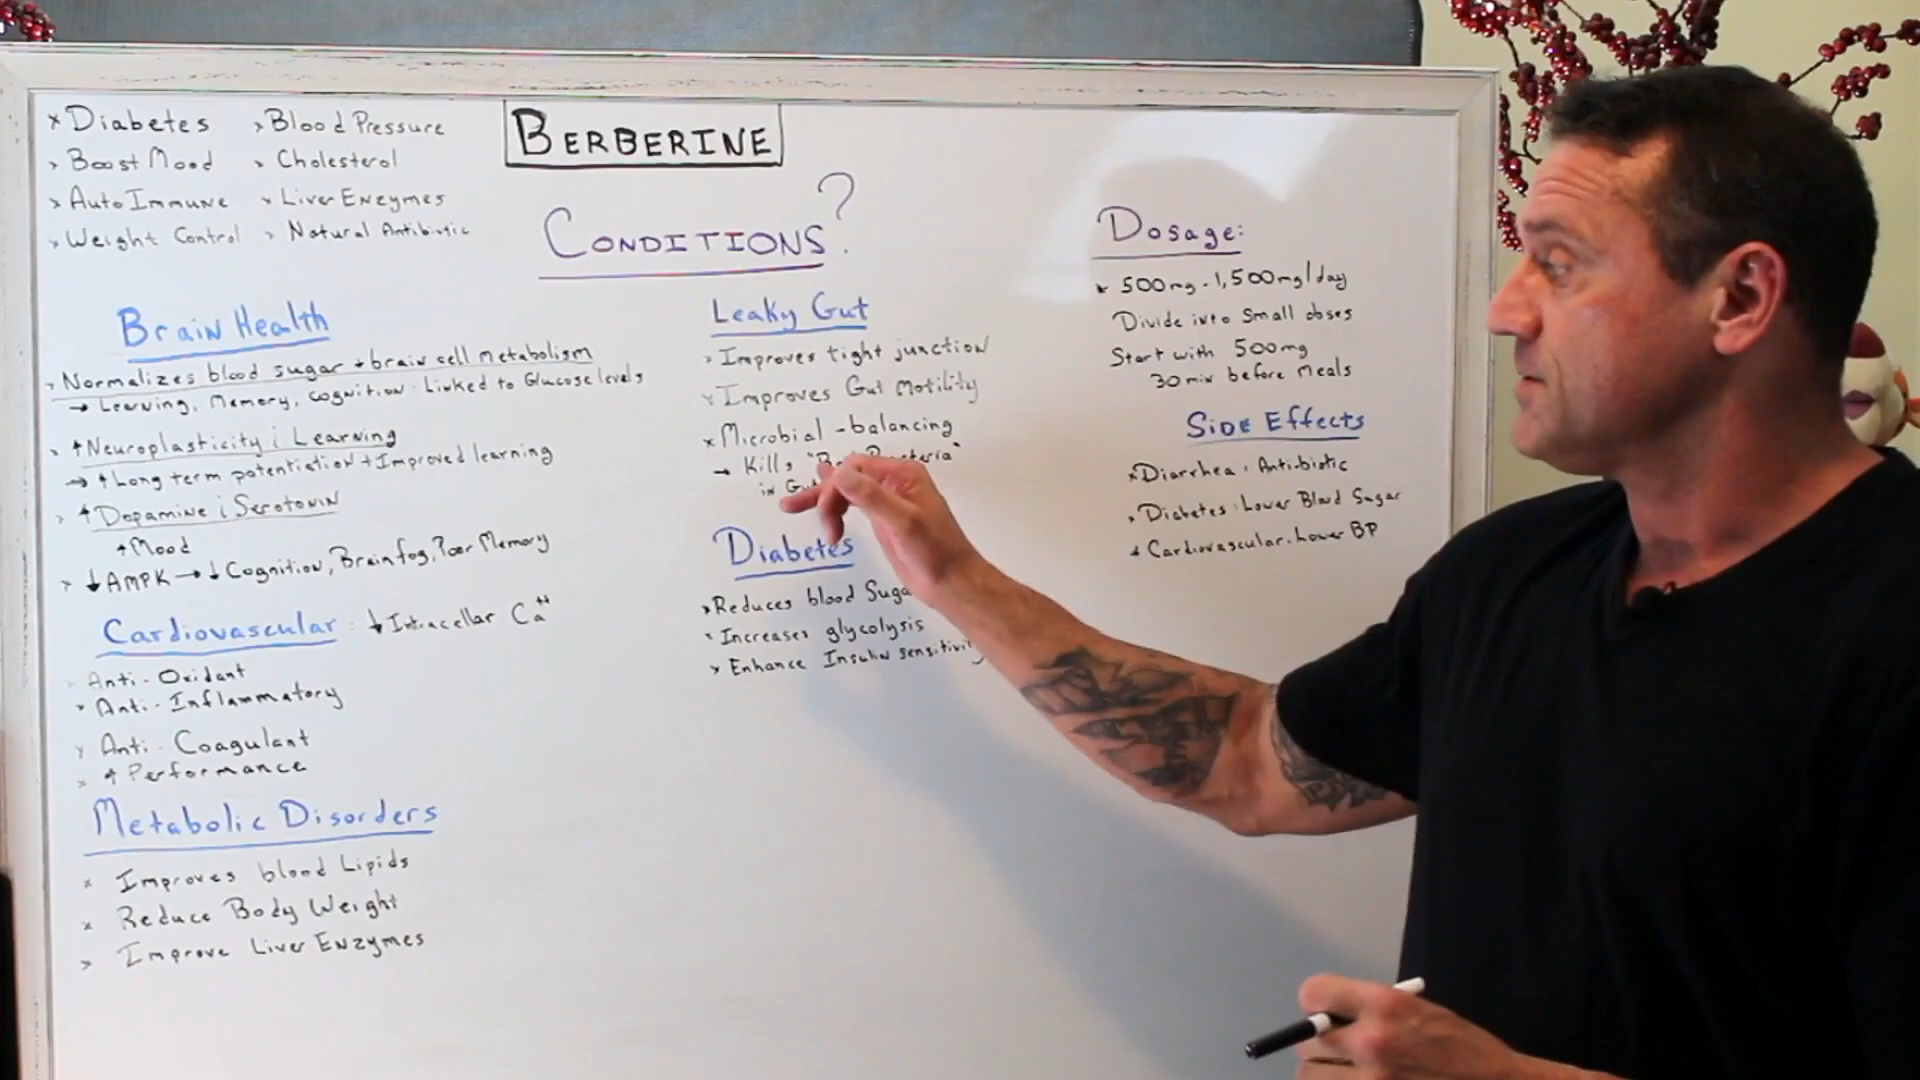 × Diabetes
› Boost Mood
› Auto Immune
› Weight Control
› Blood Pressure
› Cholesterol
› Liver Enzymes
› Natural Antibiotic
BERBERINE
CONDITIONS?
Brain Health
› Normalizes blood sugar + brain cell metabolism
→ Learning, Memory, cognition. Linked to Glucose levels
› ↑Neuroplasticity ; Learning
→ ↑Long term potentiation + Improved learning
› ↑Dopamine ; Serotonin
↑Mood
› ↓AMPK → ↓Cognition, Brain fog, Poor Memory
Cardiovascular : ↓Intracellar Ca++
Anti-Oxidant
› Anti-Inflammatory
› Anti-Coagulant
× ↑Performance
Metabolic Disorders
× Improves blood Lipids
× Reduce Body Weight
› Improve Liver Enzymes
Leaky Gut
› Improves tight junction
› Improves Gut Motility
× Microbial-balancing
→ Kills
in Gut
Diabetes
› Reduces blood
› Increases glycolysis
› Enhance Insulin sensitivity
Dosage:
× 500mg-1,500mg/day
Divide into small doses
Start with 500mg
30 min before Meals
SIDE Effects
× Diarrhea: Antibiotic
› Diabetes: Lower Blood Sugar
› Cardiovascular: Lower BP